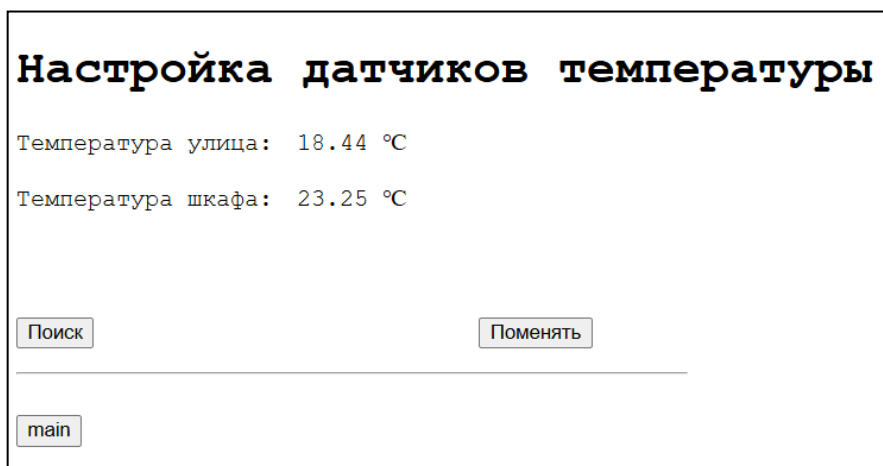 Настройка датчиков температуры
Температура улица: 18.44 ℃
Температура шкафа: 23.25 ℃
Поиск Поменять
main